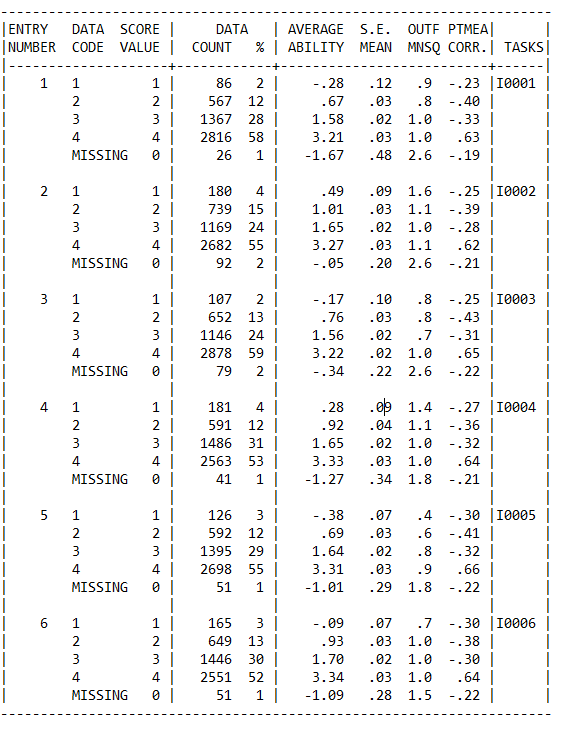 ---------------------------------------------------------------------
|ENTRY   DATA  SCORE |     DATA   | AVERAGE  S.E.  OUTF PTMEA|      |
|NUMBER  CODE  VALUE |  COUNT   % | ABILITY  MEAN  MNSQ CORR.| TASKS|
|--------------------+------------+--------------------------+------|
|    1   1         1 |     86   2 |    -.28   .12   .9  -.23 |I0001 |
|        2         2 |    567  12 |     .67   .03   .8  -.40 |      |
|        3         3 |   1367  28 |    1.58   .02  1.0  -.33 |      |
|        4         4 |   2816  58 |    3.21   .03  1.0   .63 |      |
|        MISSING   0 |     26   1 |   -1.67   .48  2.6  -.19 |      |
|                    |            |                          |      |
|    2   1         1 |    180   4 |     .49   .09  1.6  -.25 |I0002 |
|        2         2 |    739  15 |    1.01   .03  1.1  -.39 |      |
|        3         3 |   1169  24 |    1.65   .02  1.0  -.28 |      |
|        4         4 |   2682  55 |    3.27   .03  1.1   .62 |      |
|        MISSING   0 |     92   2 |    -.05   .20  2.6  -.21 |      |
|                    |            |                          |      |
|    3   1         1 |    107   2 |    -.17   .10   .8  -.25 |I0003 |
|        2         2 |    652  13 |     .76   .03   .8  -.43 |      |
|        3         3 |   1146  24 |    1.56   .02   .7  -.31 |      |
|        4         4 |   2878  59 |    3.22   .02  1.0   .65 |      |
|        MISSING   0 |     79   2 |    -.34   .22  2.6  -.22 |      |
|                    |            |                          |      |
|    4   1         1 |    181   4 |     .28   .09  1.4  -.27 |I0004 |
|        2         2 |    591  12 |     .92   .04  1.1  -.36 |      |
|        3         3 |   1486  31 |    1.65   .02  1.0  -.32 |      |
|        4         4 |   2563  53 |    3.33   .03  1.0   .64 |      |
|        MISSING   0 |     41   1 |   -1.27   .34  1.8  -.21 |      |
|                    |            |                          |      |
|    5   1         1 |    126   3 |    -.38   .07   .4  -.30 |I0005 |
|        2         2 |    592  12 |     .69   .03   .6  -.41 |      |
|        3         3 |   1395  29 |    1.64   .02   .8  -.32 |      |
|        4         4 |   2698  55 |    3.31   .03   .9   .66 |      |
|        MISSING   0 |     51   1 |   -1.01   .29  1.8  -.22 |      |
|                    |            |                          |      |
|    6   1         1 |    165   3 |    -.09   .07   .7  -.30 |I0006 |
|        2         2 |    649  13 |     .93   .03  1.0  -.38 |      |
|        3         3 |   1446  30 |    1.70   .02  1.0  -.30 |      |
|        4         4 |   2551  52 |    3.34   .03  1.0   .64 |      |
|        MISSING   0 |     51   1 |   -1.09   .28  1.5  -.22 |      |
---------------------------------------------------------------------